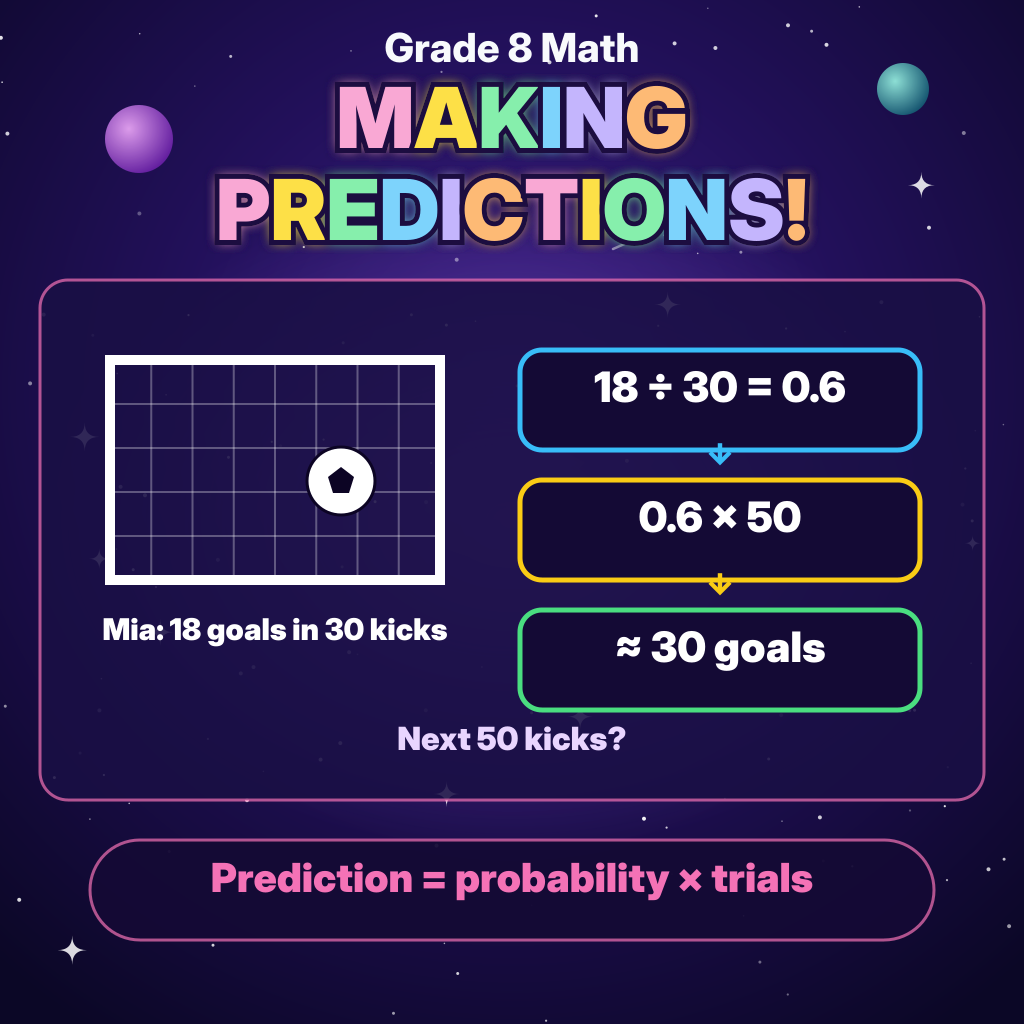 Grade 8 Math
MAKING
PREDICTIONS!
Mia: 18 goals in 30 kicks
18 ÷ 30 = 0.6
0.6 × 50
≈ 30 goals
Next 50 kicks?
Prediction = probability × trials